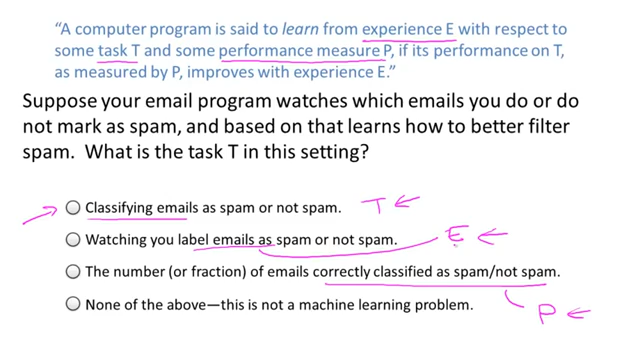 “A computer program is said to learn from experience E with respect to
some task T and some performance measure P, if its performance on T,
as measured by P, improves with experience E.”
Suppose your email program watches which emails you do or do
not mark as spam, and based on that learns how to better filter
spam. What is the task T in this setting?
Classifying emails as spam or not spam. T
Watching you label emails as spam or not spam. E
The number (or fraction) of emails correctly classified as spam/not spam.
None of the above—this is not a machine learning problem. P